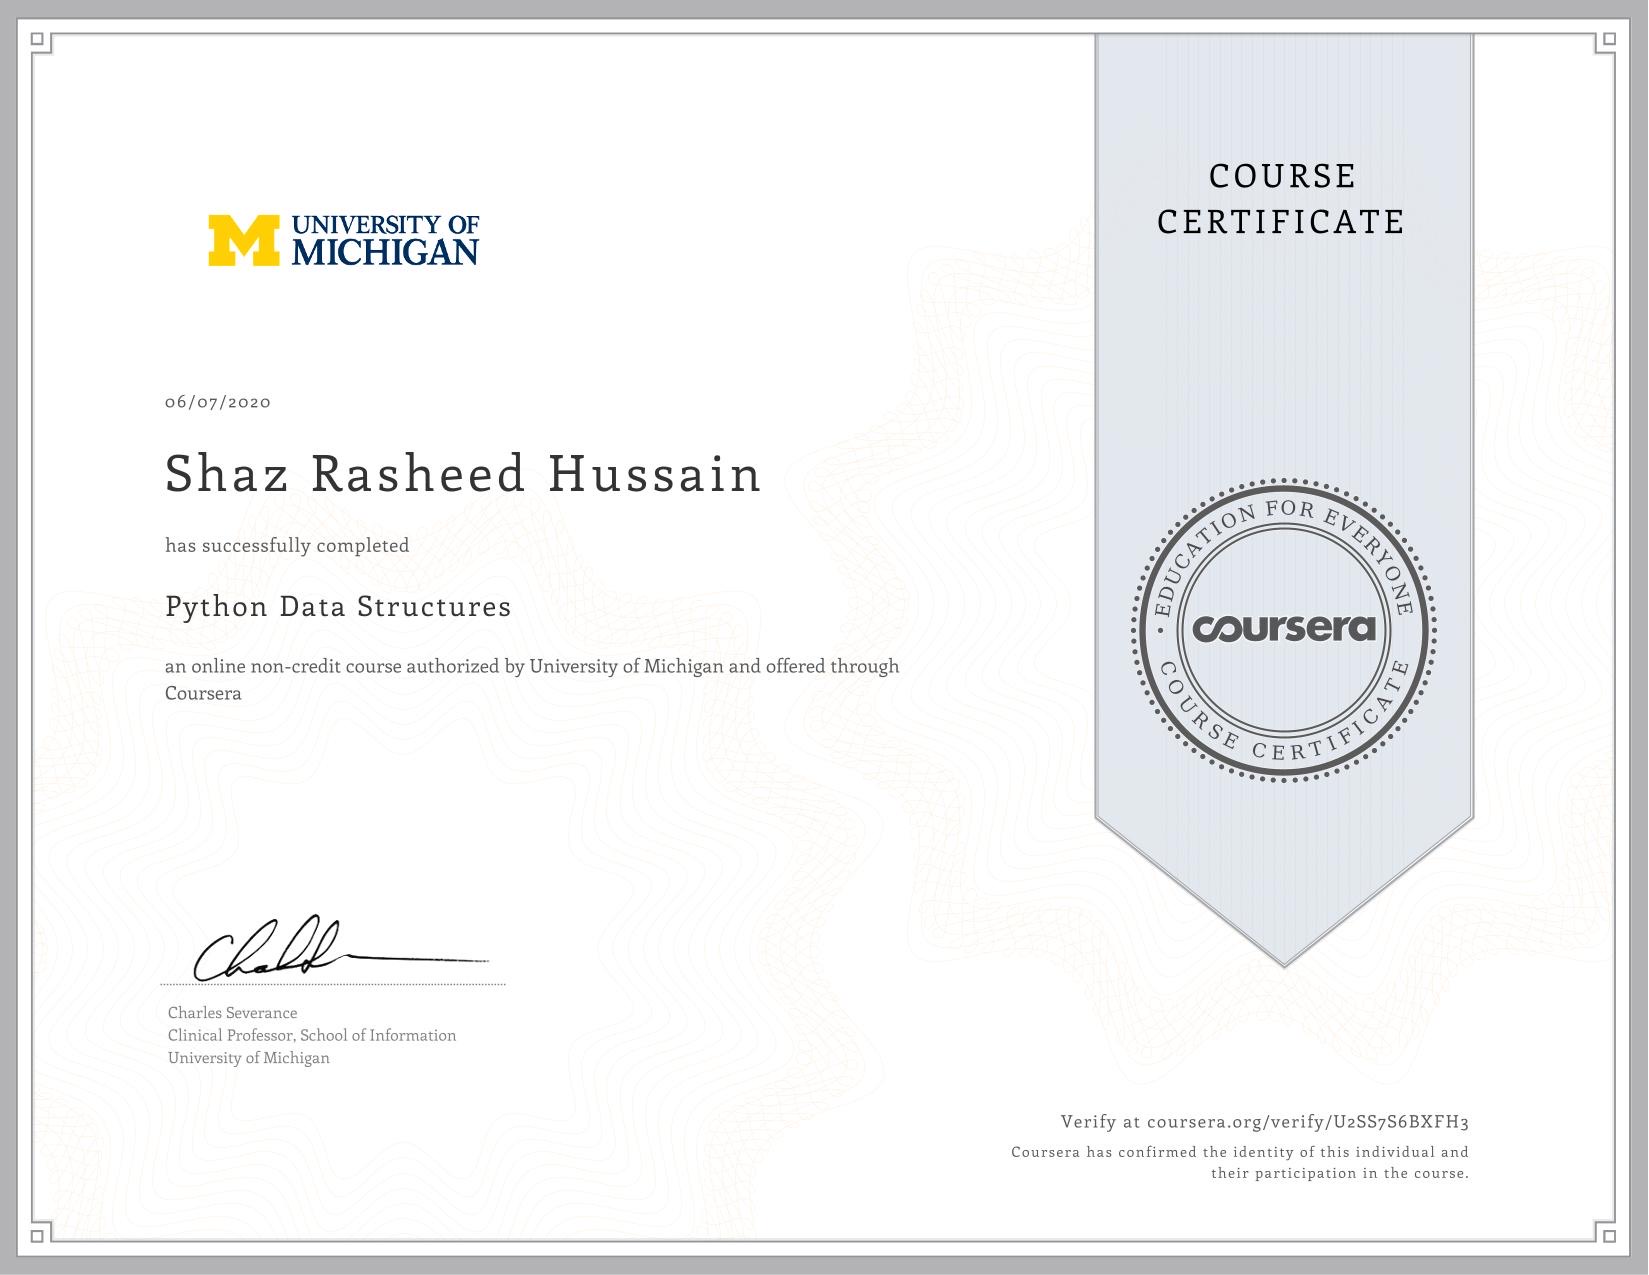 COURSE
CERTIFICATE
UNIVERSITY OF
MICHIGAN
06/07/2020
Shaz Rasheed Hussain
has successfully completed
Python Data Structures
an online non-credit course authorized by University of Michigan and offered through
Coursera
• EDUCATION FOR EVERYONE
coursera
COURSE CERTIFICATE
Charles Severance
Clinical Professor, School of Information
University of Michigan
Verify at coursera.org/verify/U2SS7S6BXFH3
Coursera has confirmed the identity of this individual and
their participation in the course.